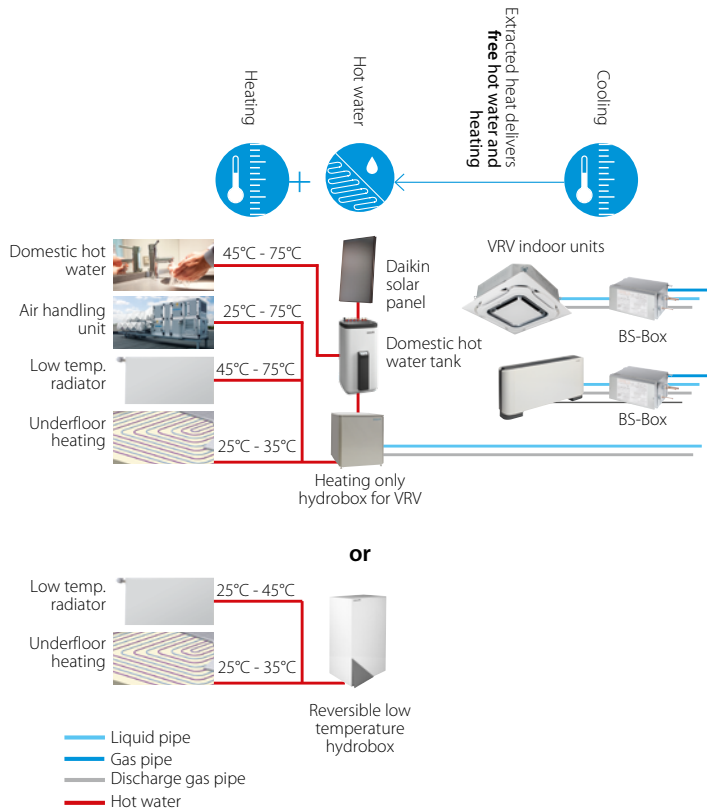 Heating
Hot water
Extracted heat delivers
free hot water and
heating
Cooling
Domestic hot
water
45°C - 75°C
Air handling
unit
25°C - 75°C
Low temp.
radiator
45°C - 75°C
Underfloor
heating
25°C - 35°C
Daikin
solar
panel
Domestic hot
water tank
Heating only
hydrobox for VRV
VRV indoor units
BS-Box
BS-Box
or
Low temp.
radiator
25°C - 45°C
Underfloor
heating
25°C - 35°C
Reversible low
temperature
hydrobox
Liquid pipe
Gas pipe
Discharge gas pipe
Hot water